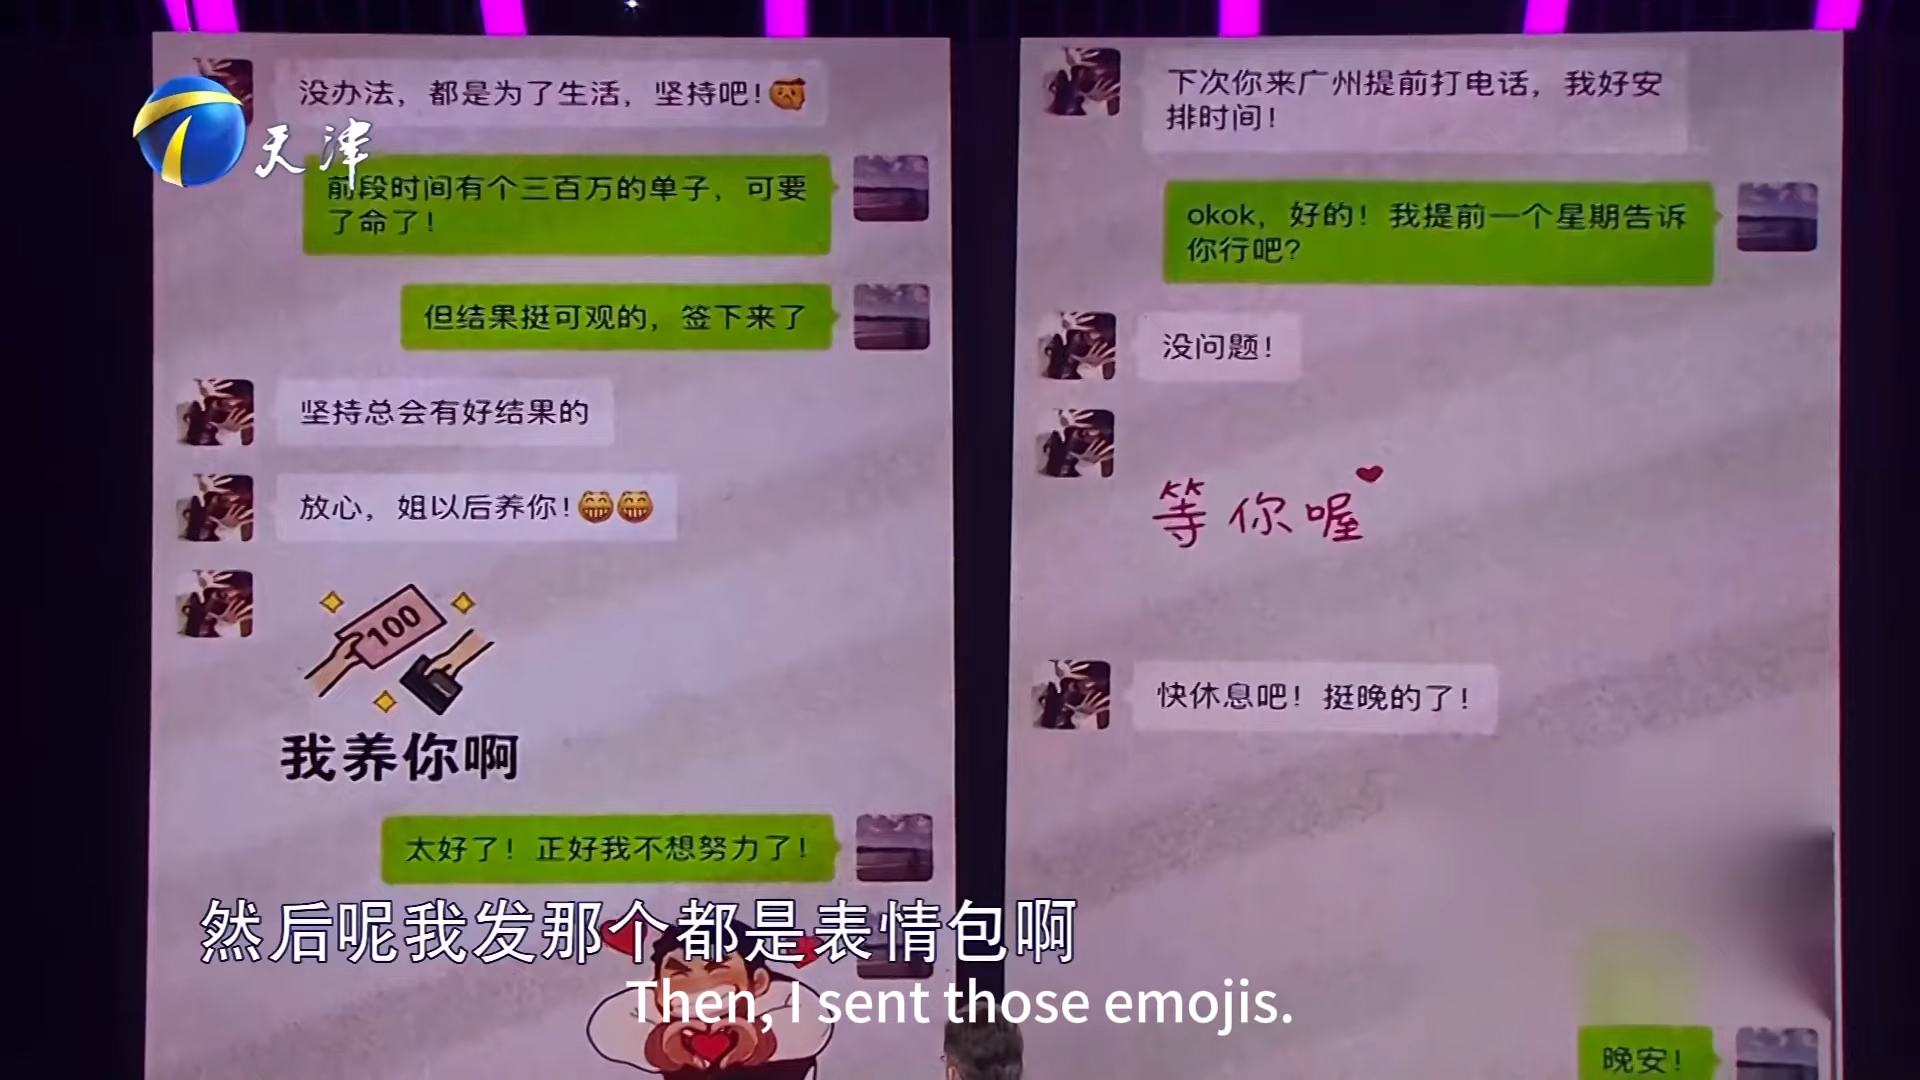 天津
没办法，都是为了生活，坚持吧！
前段时间有个三百万的单子，可要
了命了！
但结果挺可观的，签下来了
坚持总会有好结果的
放心，姐以后养你！
100
我养你啊
太好了！正好我不想努力了！
下次你来广州提前打电话，我好安
排时间！
okok，好的！我提前一个星期告诉
你行吧？
没问题！
等你喔
快休息吧！挺晚的了！
晚安！
然后呢我发那个都是表情包啊
Then, I sent those emojis.